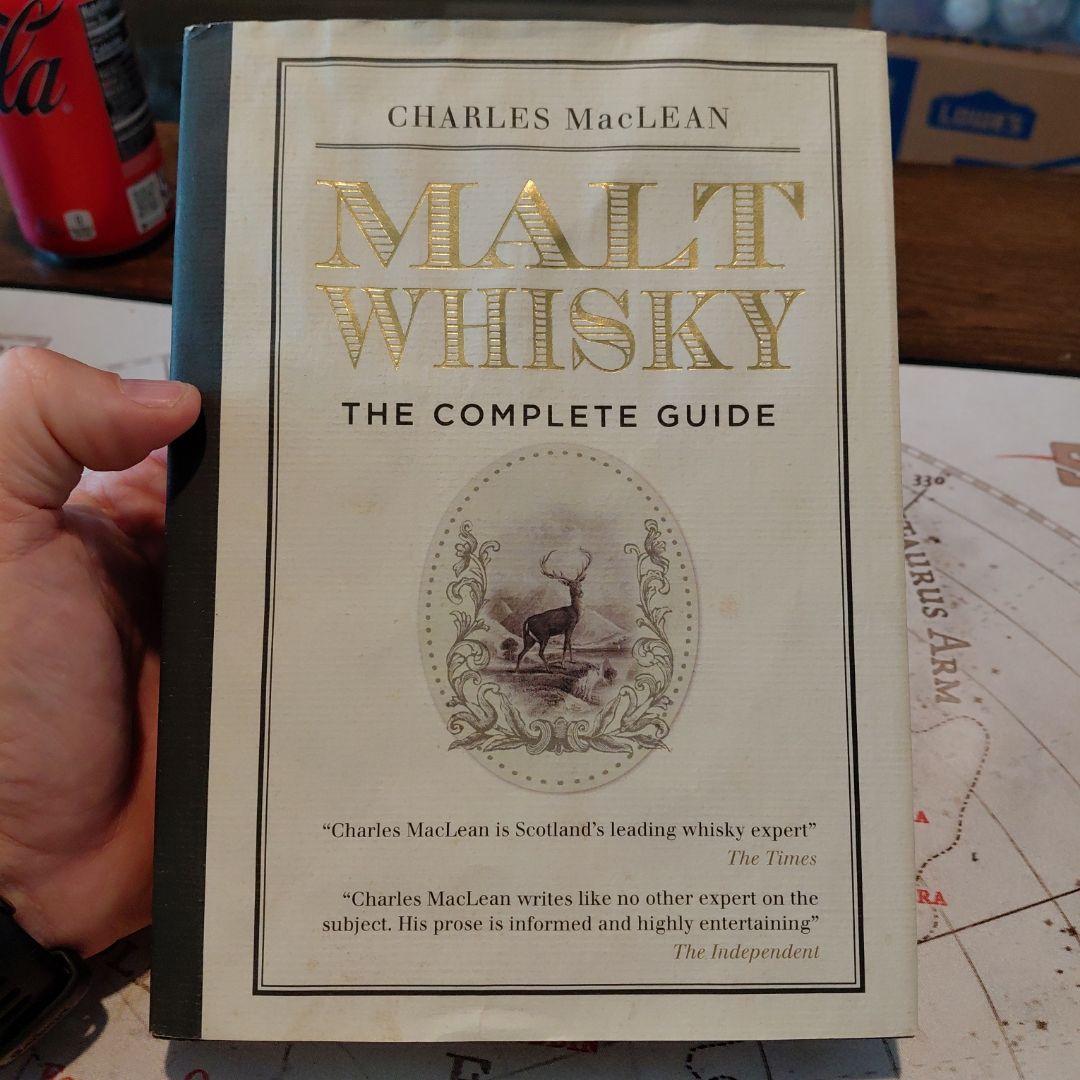 CHARLES MacLEAN
MALT
WHISKY
THE COMPLETE GUIDE
“Charles MacLean is Scotland’s leading whisky expert”
The Times
“Charles MacLean writes like no other expert on the
subject. His prose is informed and highly entertaining”
The Independent
la
LOWE'S
330
TAURUS ARM
A
RA
E